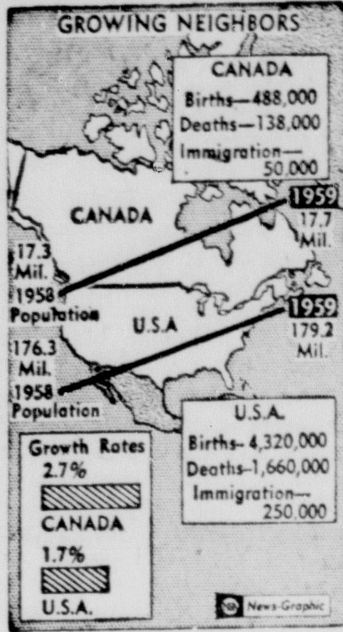 GROWING NEIGHBORS
CANADA
Births—488,000
Deaths—138,000
Immigration—
50,000
CANADA
1959
17.7
Mil.
17.3
Mil.
1958
Population
U.S.A
1959
179.2
Mil.
176.3
Mil.
1958
Population
U.S.A.
Births-4,320,000
Deaths-1,660,000
Immigration—
250,000
Growth Rates
2.7%
CANADA
1.7%
U.S.A.
NEA News-Graphic